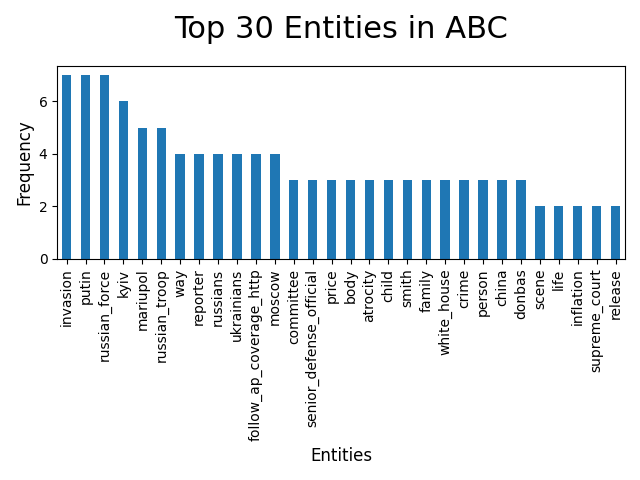 Top 30 Entities in ABC
Frequency
6
4
2
0
invasion
putin
russian_force
kyiv
mariupol
russian_troop
way
reporter
russians
ukrainians
follow_ap_coverage_http
moscow
committee
senior_defense_official
price
body
atrocity
child
smith
family
white_house
crime
person
china
donbas
scene
life
inflation
supreme_court
release
Entities